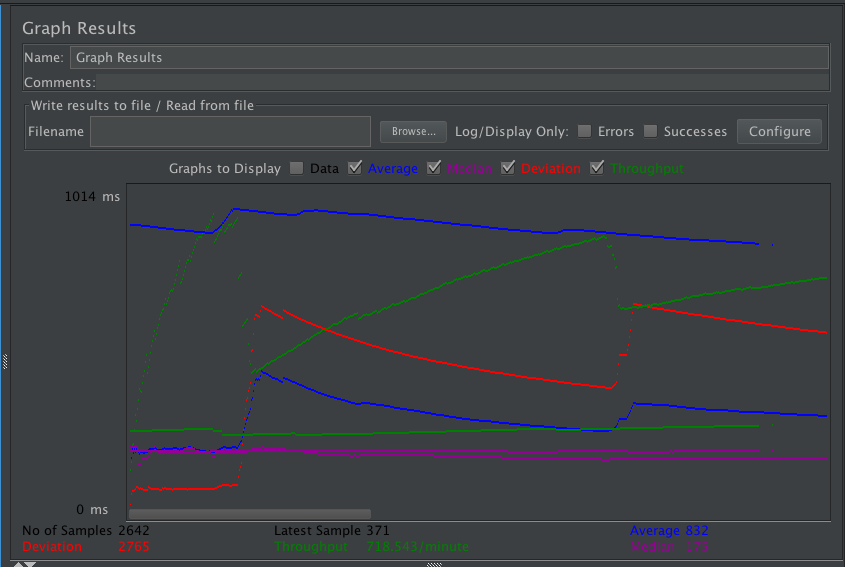 Graph Results
Name: Graph Results
Comments:
Write results to file / Read from file
Filename Browse... Log/Display Only: Errors Successes Configure
Graphs to Display Data Average Median Deviation Throughput
1014 ms
0 ms
No of Samples 2642 Latest Sample 371 Average 832
Deviation 2765 Throughput 718.543/minute Median